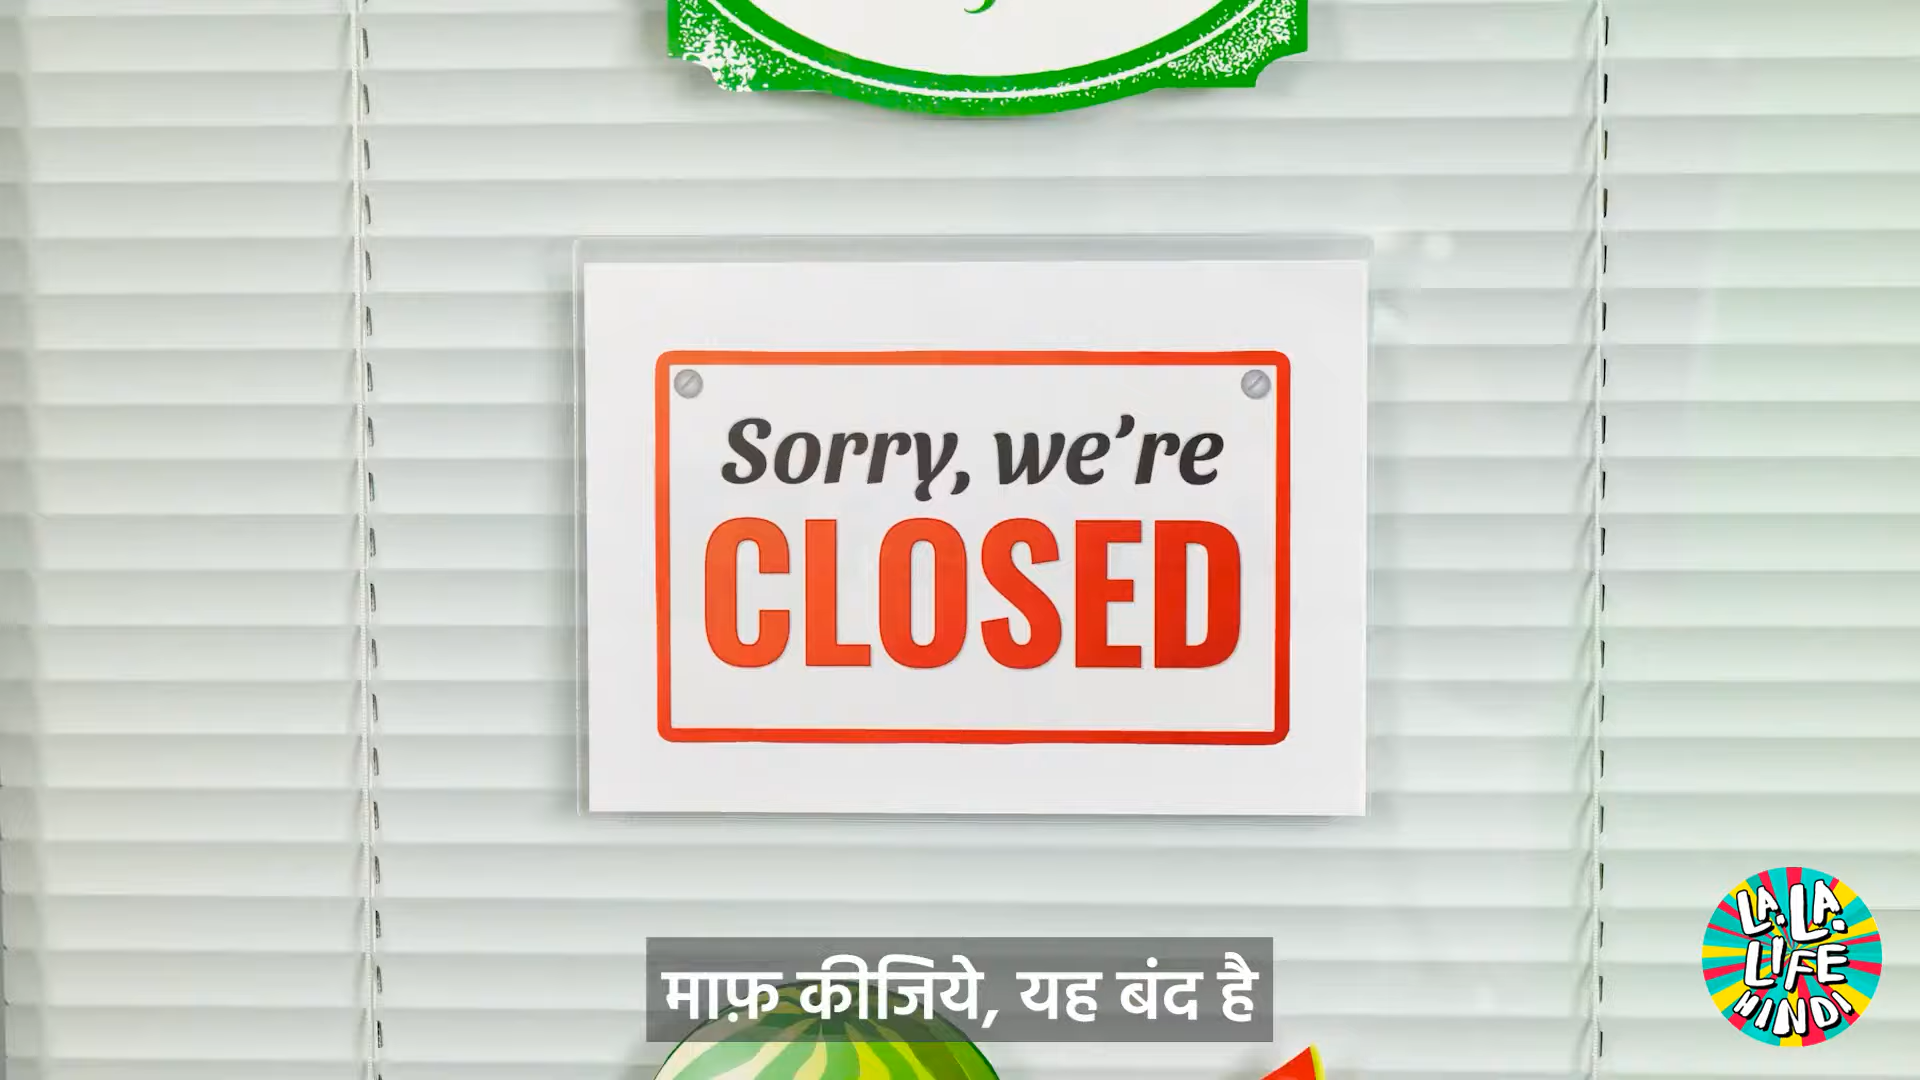 Sorry, we're
CLOSED
माफ़ कीजिये, यह बंद है
LA.LA.
LIFE
HINDI